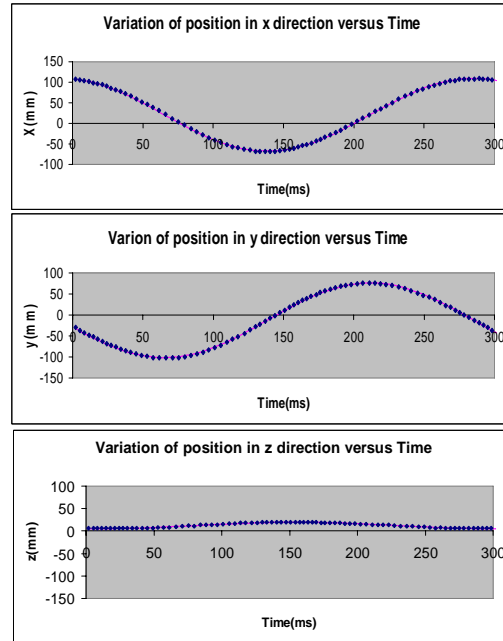 Variation of position in x direction versus Time
150
100
50
0
-50
-100
0 50 100 150 200 250 300
X(mm)
Time(ms)
Varion of position in y direction versus Time
100
50
0
-50
-100
-150
0 50 100 150 200 250 300
y(mm)
Time(ms)
Variation of position in z direction versus Time
100
50
0
-50
-100
-150
0 50 100 150 200 250 300
z(mm)
Time(ms)